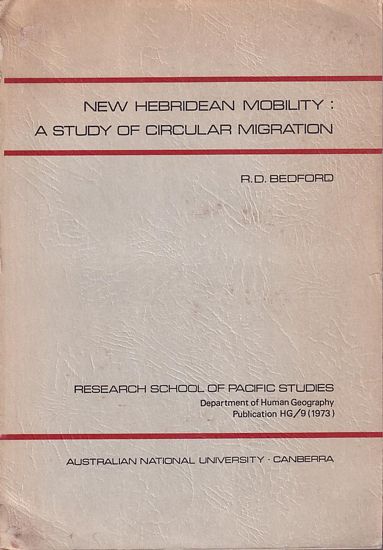 NEW HEBRIDEAN MOBILITY :
A STUDY OF CIRCULAR MIGRATION
R.D. BEDFORD
RESEARCH SCHOOL OF PACIFIC STUDIES
Department of Human Geography
Publication HG/9 (1973)
AUSTRALIAN NATIONAL UNIVERSITY · CANBERRA